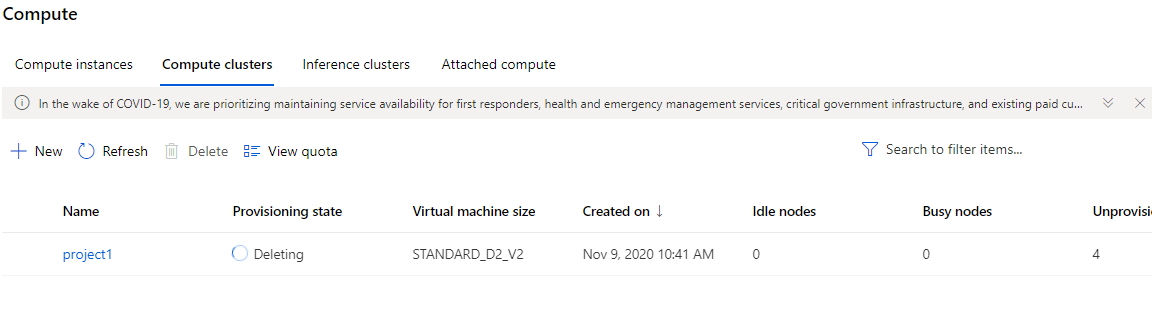 Compute
Compute instances Compute clusters Inference clusters Attached compute
In the wake of COVID-19, we are prioritizing maintaining service availability for first responders, health and emergency management services, critical government infrastructure, and existing paid cu...
New Refresh Delete View quota Search to filter items...
Name Provisioning state Virtual machine size Created on ↓ Idle nodes Busy nodes Unprovisi
project1 Deleting STANDARD_D2_V2 Nov 9, 2020 10:41 AM 0 0 4